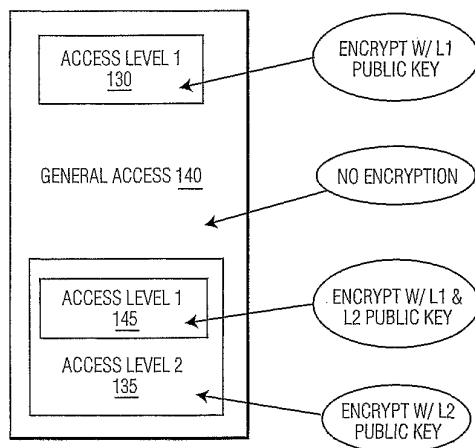 ACCESS LEVEL 1
130
ENCRYPT W/ L1
PUBLIC KEY
GENERAL ACCESS 140
NO ENCRYPTION
ACCESS LEVEL 1
145
ENCRYPT W/ L1 &
L2 PUBLIC KEY
ACCESS LEVEL 2
135
ENCRYPT W/ L2
PUBLIC KEY